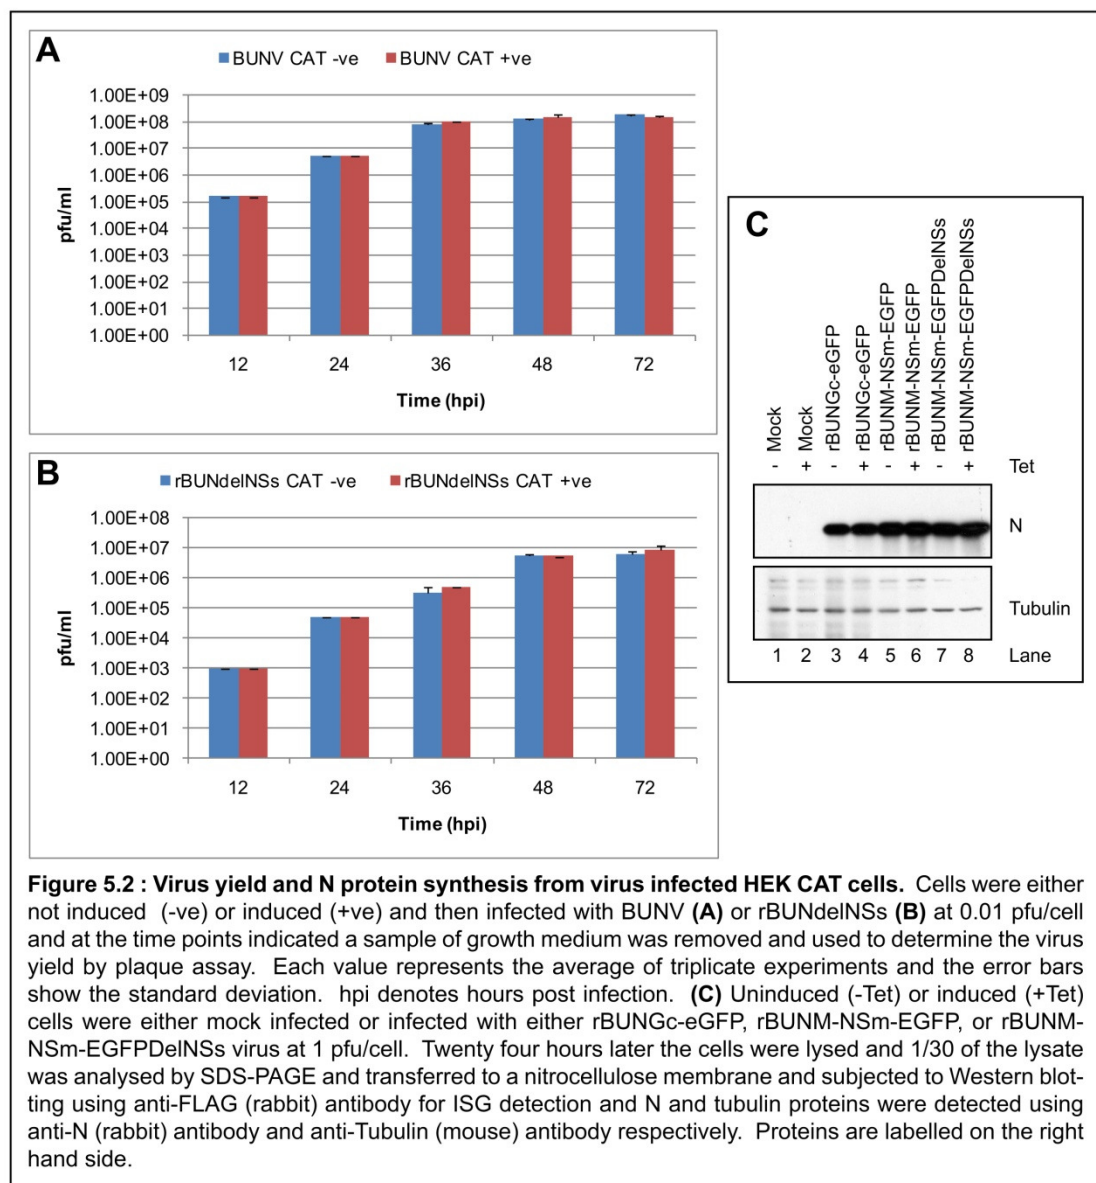 A
BUNV CAT -ve BUNV CAT +ve
1.00E+09
1.00E+08
1.00E+07
1.00E+06
1.00E+05
1.00E+04
1.00E+03
1.00E+02
1.00E+01
1.00E+00
pfu/ml
12 24 36 48 72
Time (hpi)
B
rBUNdelNSs CAT -ve rBUNdelNSs CAT +ve
1.00E+08
1.00E+07
1.00E+06
1.00E+05
1.00E+04
1.00E+03
1.00E+02
1.00E+01
1.00E+00
pfu/ml
12 24 36 48 72
Time (hpi)
C
Mock
Mock
rBUNGc-eGFP
rBUNGc-eGFP
rBUNM-NSm-EGFP
rBUNM-NSm-EGFP
rBUNM-NSm-EGFPDelNSs
rBUNM-NSm-EGFPDelNSs
- + - + - + - + Tet
N
Tubulin
1 2 3 4 5 6 7 8 Lane
Figure 5.2 : Virus yield and N protein synthesis from virus infected HEK CAT cells. Cells were either
not induced (-ve) or induced (+ve) and then infected with BUNV (A) or rBUNdelNSs (B) at 0.01 pfu/cell
and at the time points indicated a sample of growth medium was removed and used to determine the virus
yield by plaque assay. Each value represents the average of triplicate experiments and the error bars
show the standard deviation. hpi denotes hours post infection. (C) Uninduced (-Tet) or induced (+Tet)
cells were either mock infected or infected with either rBUNGc-eGFP, rBUNM-NSm-EGFP, or rBUNM-
NSm-EGFPDelNSs virus at 1 pfu/cell. Twenty four hours later the cells were lysed and 1/30 of the lysate
was analysed by SDS-PAGE and transferred to a nitrocellulose membrane and subjected to Western blot-
ting using anti-FLAG (rabbit) antibody for ISG detection and N and tubulin proteins were detected using
anti-N (rabbit) antibody and anti-Tubulin (mouse) antibody respectively. Proteins are labelled on the right
hand side.